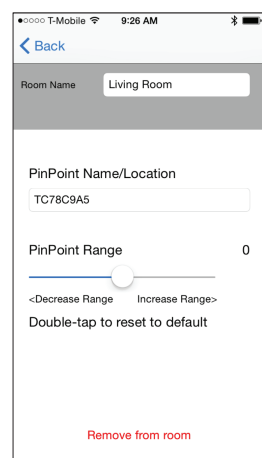 T-Mobile 9:26 AM
Back
Room Name Living Room
PinPoint Name/Location
TC78C9A5
PinPoint Range 0
<Decrease Range Increase Range>
Double-tap to reset to default
Remove from room